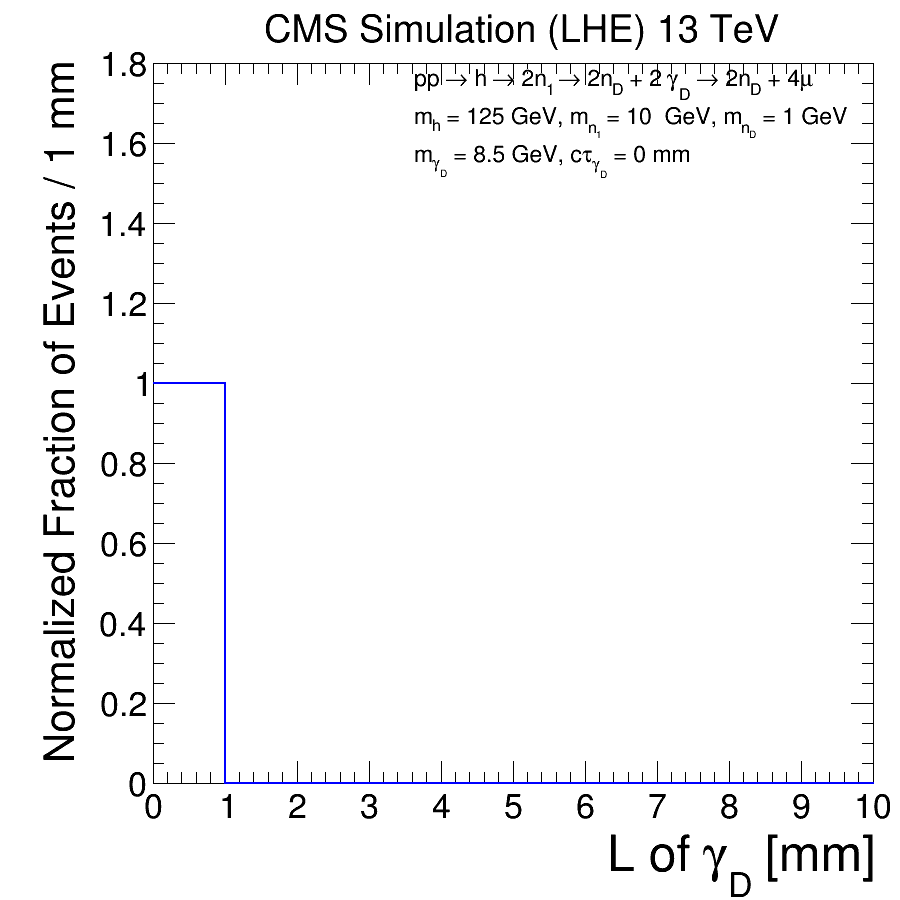 CMS Simulation (LHE) 13 TeV
pp → h → 2n₁ → 2n_D + 2 γ_D → 2n_D + 4μ
m_h = 125 GeV, m_n₁ = 10 GeV, m_n_D = 1 GeV
m_γ_D = 8.5 GeV, cτ_γ_D = 0 mm
Normalized Fraction of Events / 1 mm
1.8
1.6
1.4
1.2
1
0.8
0.6
0.4
0.2
0
0 1 2 3 4 5 6 7 8 9 10
L of γ_D [mm]